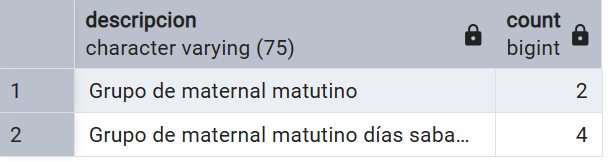 descripcion
character varying (75)
count
bigint
1 Grupo de maternal matutino 2
2 Grupo de maternal matutino días saba... 4